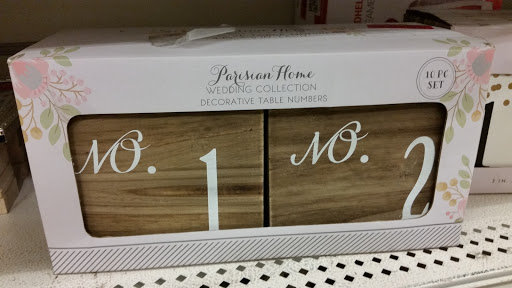 Parisian Home
WEDDING COLLECTION
DECORATIVE TABLE NUMBERS
10 PC
SET
NO. 1
NO. 2